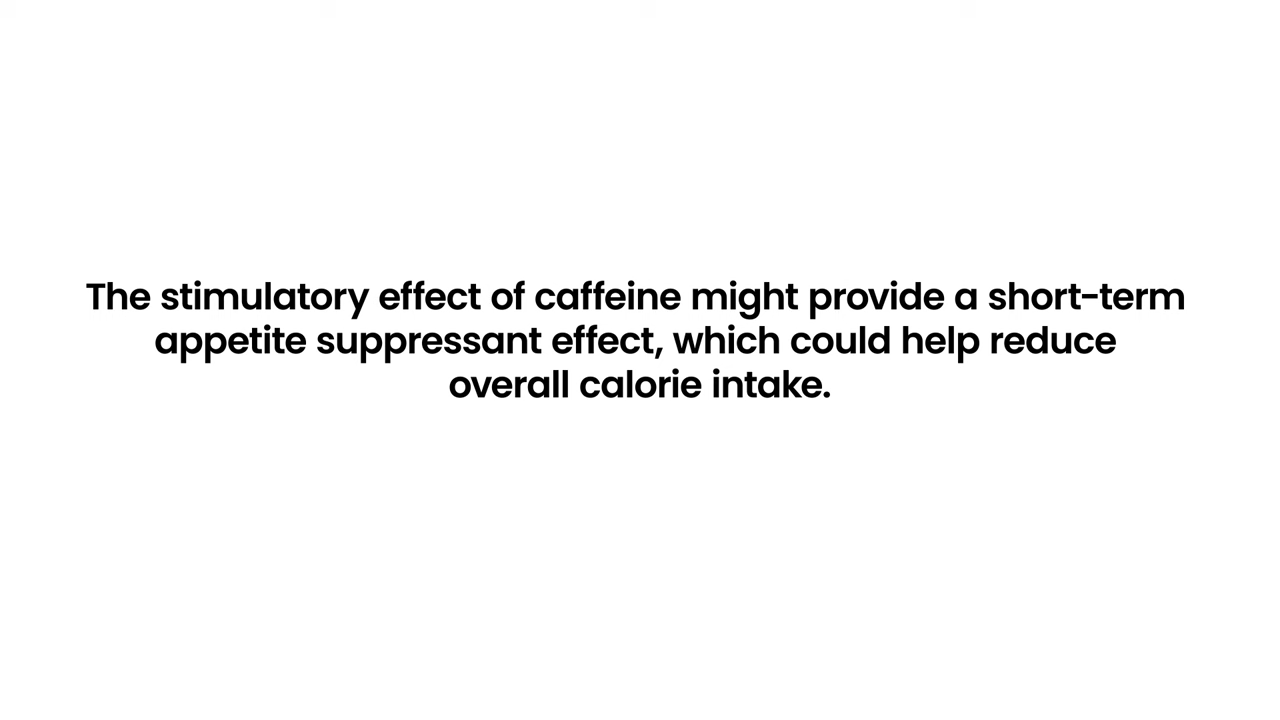 The stimulatory effect of caffeine might provide a short-term
appetite suppressant effect, which could help reduce
overall calorie intake.